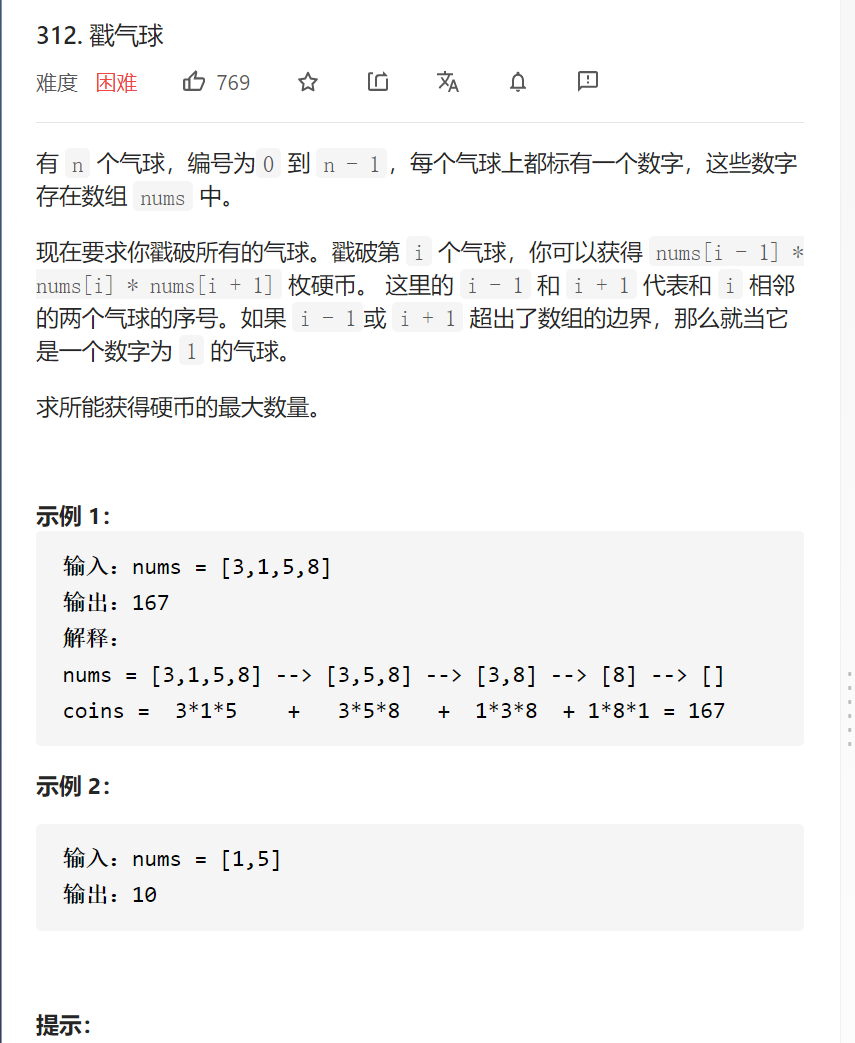 312. 戳气球
难度 困难 769
有 n 个气球，编号为0 到 n - 1，每个气球上都标有一个数字，这些数字
存在数组 nums 中。
现在要求你戳破所有的气球。戳破第 i 个气球，你可以获得 nums[i - 1] *
nums[i] * nums[i + 1] 枚硬币。 这里的 i - 1 和 i + 1 代表和 i 相邻
的两个气球的序号。如果 i - 1或 i + 1 超出了数组的边界，那么就当它
是一个数字为 1 的气球。
求所能获得硬币的最大数量。
示例 1：
输入：nums = [3,1,5,8]
输出：167
解释：
nums = [3,1,5,8] --> [3,5,8] --> [3,8] --> [8] --> []
coins =  3*1*5    +   3*5*8   +  1*3*8  + 1*8*1 = 167
示例 2：
输入：nums = [1,5]
输出：10
提示：